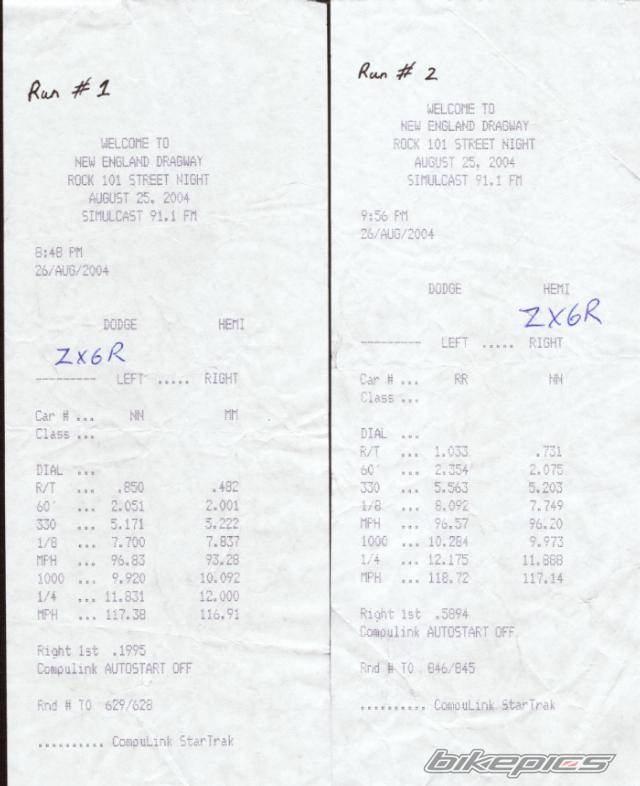 Run # 1
WELCOME TO
NEW ENGLAND DRAGWAY
ROCK 101 STREET NIGHT
AUGUST 25, 2004
SIMULCAST 91.1 FM
8:48 PM
26/AUG/2004
DODGE HEMI
ZX6R
---------- LEFT ..... RIGHT
Car # ... NN MM
Class ...
DIAL ...
R/T ... .850 .482
60' ... 2.051 2.001
330 ... 5.171 5.222
1/8 ... 7.700 7.837
MPH ... 96.83 93.28
1000 ... 9.920 10.092
1/4 ... 11.831 12.000
MPH ... 117.38 116.91
Right 1st .1995
Compulink AUTOSTART OFF
Rnd # TO 629/628
.......... CompuLink StarTrak
Run # 2
WELCOME TO
NEW ENGLAND DRAGWAY
ROCK 101 STREET NIGHT
AUGUST 25, 2004
SIMULCAST 91.1 FM
9:56 PM
26/AUG/2004
DODGE HEMI
ZX6R
---------- LEFT ..... RIGHT
Car # ... RR NN
Class ...
DIAL ...
R/T ... 1.033 .731
60' ... 2.354 2.075
330 ... 5.563 5.203
1/8 ... 8.092 7.749
MPH ... 96.57 96.20
1000 ... 10.284 9.973
1/4 ... 12.175 11.888
MPH ... 118.72 117.14
Right 1st .5894
Compulink AUTOSTART OFF
Rnd # TO 846/845
.......... CompuLink StarTrak
bikepics